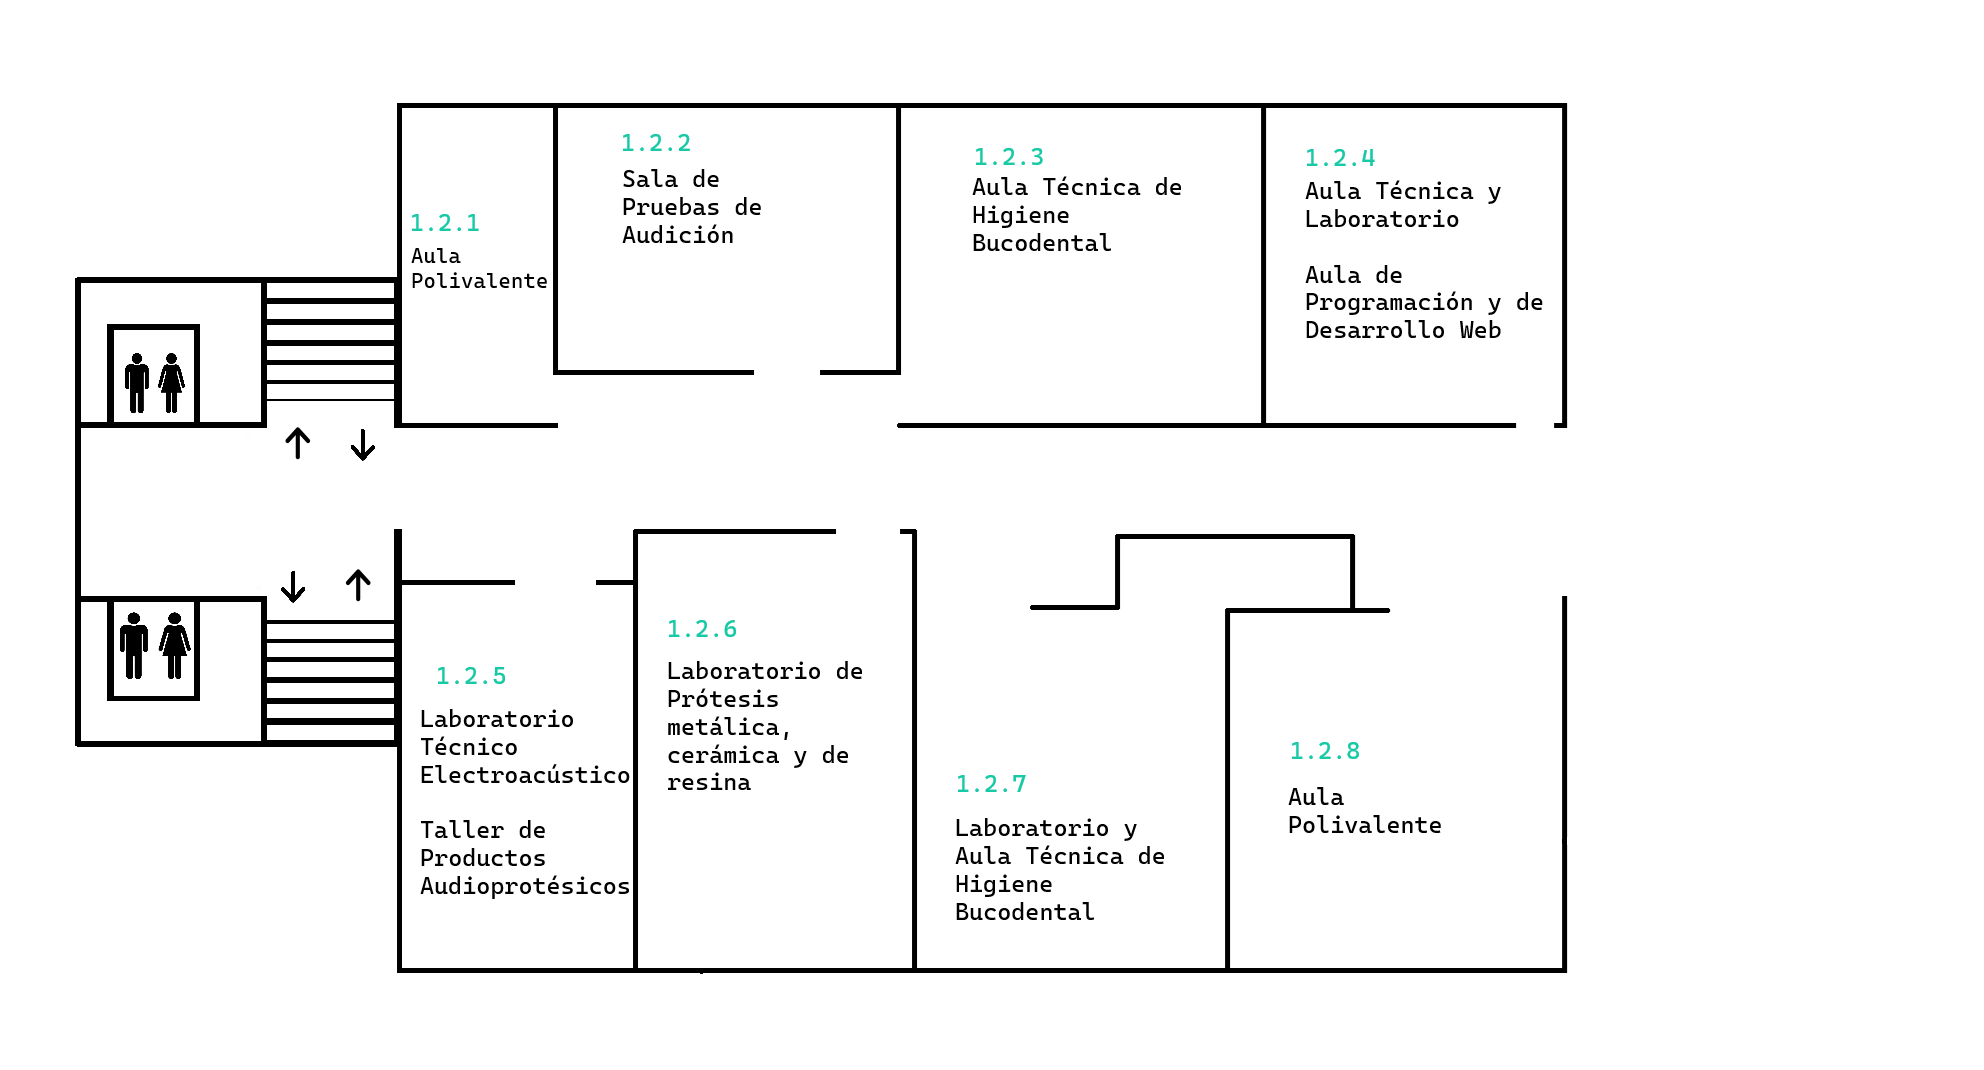 1.2.1
Aula
Polivalente
1.2.2
Sala de
Pruebas de
Audición
1.2.3
Aula Técnica de
Higiene
Bucodental
1.2.4
Aula Técnica y
Laboratorio
Aula de
Programación y de
Desarrollo Web
1.2.5
Laboratorio
Técnico
Electroacústico
Taller de
Productos
Audioprotésicos
1.2.6
Laboratorio de
Prótesis
metálica,
cerámica y de
resina
1.2.7
Laboratorio y
Aula Técnica de
Higiene
Bucodental
1.2.8
Aula
Polivalente